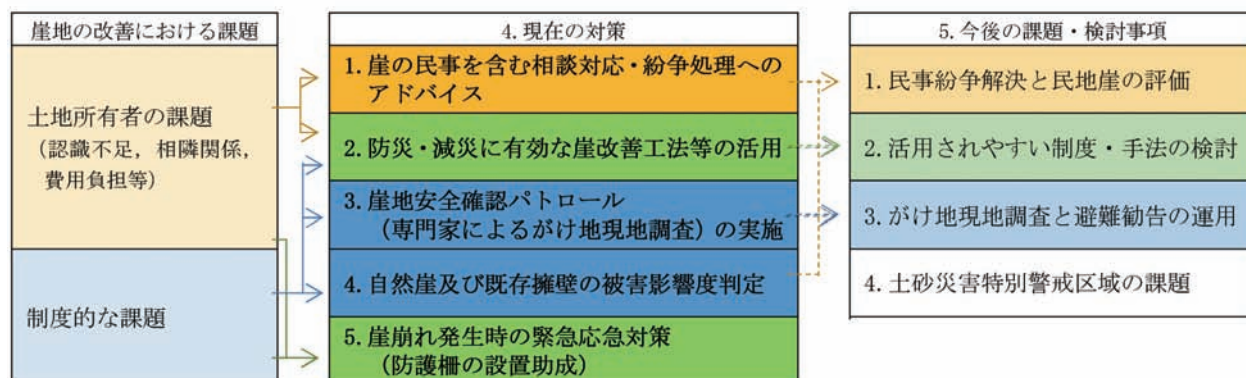 崖地の改善における課題
土地所有者の課題
（認識不足，相隣関係，
費用負担等）
制度的な課題
4.現在の対策
1.崖の民事を含む相談対応・紛争処理への
アドバイス
2.防災・減災に有効な崖改善工法等の活用
3.崖地安全確認パトロール
（専門家によるがけ地現地調査）の実施
4.自然崖及び既存擁壁の被害影響度判定
5.崖崩れ発生時の緊急応急対策
（防護柵の設置助成）
5.今後の課題・検討事項
1.民事紛争解決と民地崖の評価
2.活用されやすい制度・手法の検討
3.がけ地現地調査と避難勧告の運用
4.土砂災害特別警戒区域の課題